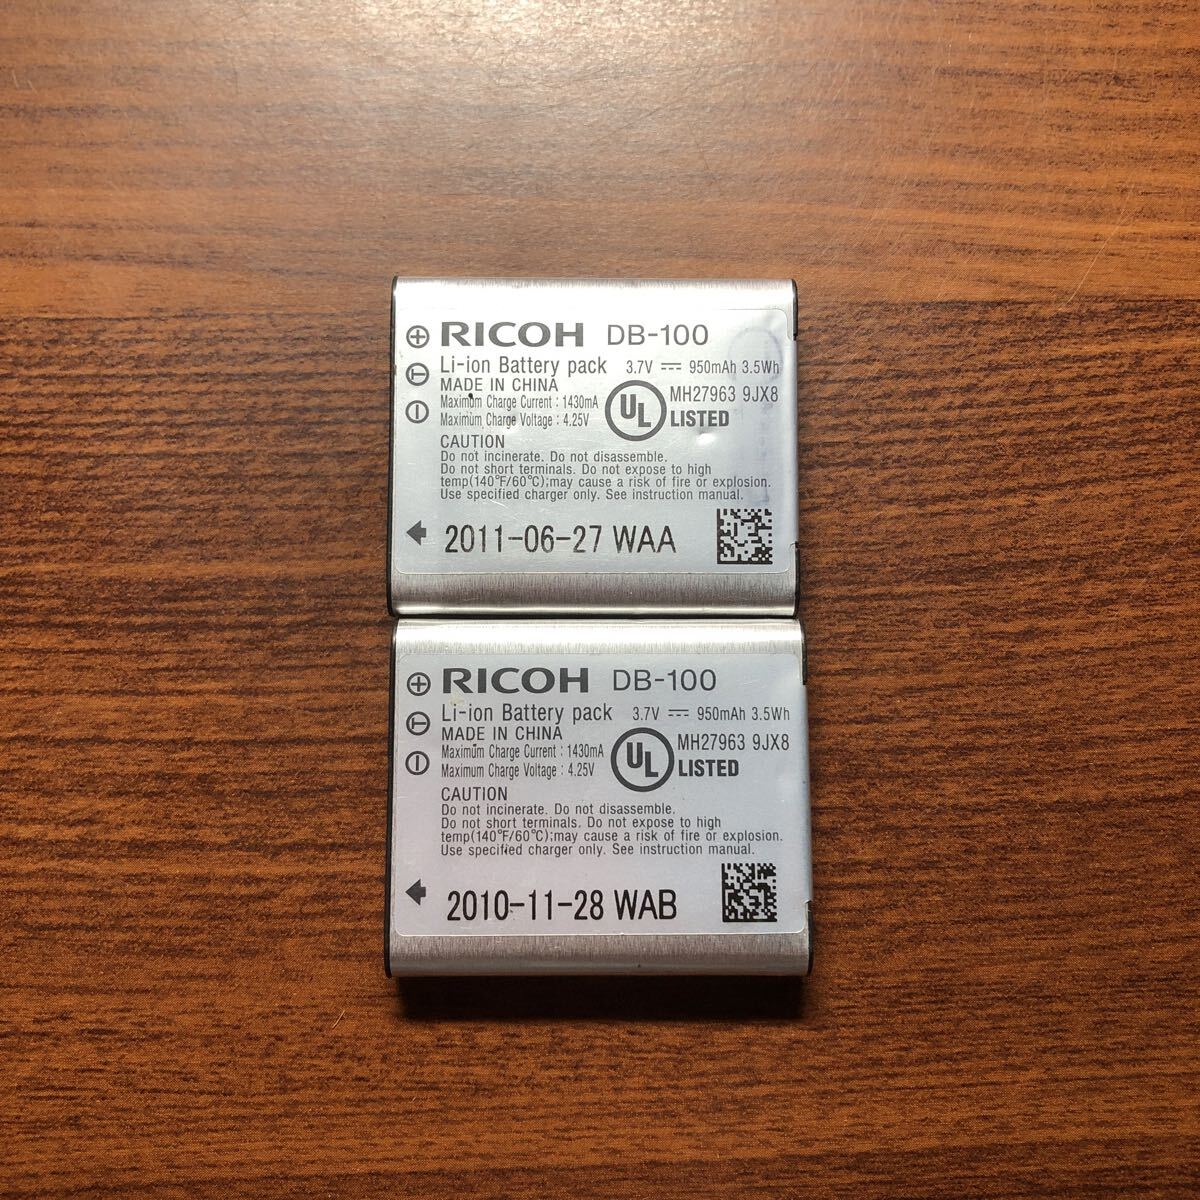 RICOH DB-100
Li-ion Battery pack 3.7V 950mAh 3.5Wh
MADE IN CHINA
Maximum Charge Current : 1430mA
Maximum Charge Voltage : 4.25V
UL
MH27963 9JX8
LISTED
CAUTION
Do not incinerate. Do not disassemble.
Do not short terminals. Do not expose to high
temp(140°F/60°C);may cause a risk of fire or explosion.
Use specified charger only. See instruction manual.
2011-06-27 WAA
RICOH DB-100
Li-ion Battery pack 3.7V 950mAh 3.5Wh
MADE IN CHINA
Maximum Charge Current : 1430mA
Maximum Charge Voltage : 4.25V
UL
MH27963 9JX8
LISTED
CAUTION
Do not incinerate. Do not disassemble.
Do not short terminals. Do not expose to high
temp(140°F/60°C);may cause a risk of fire or explosion.
Use specified charger only. See instruction manual.
2010-11-28 WAB